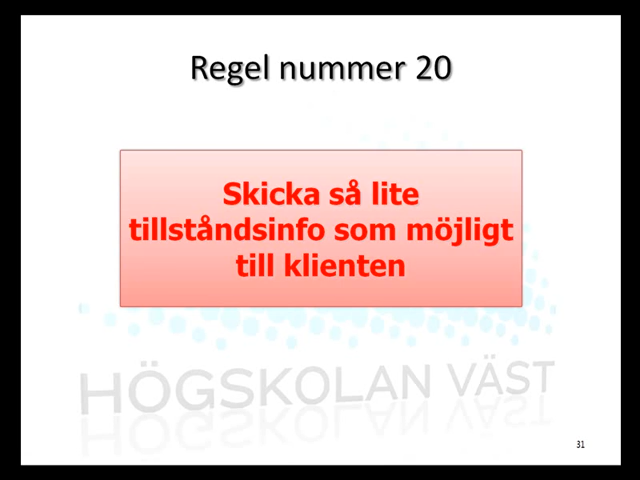 Regel nummer 20
Skicka så lite
tillståndsinfo som möjligt
till klienten
HÖGSKOLAN VÄST
31